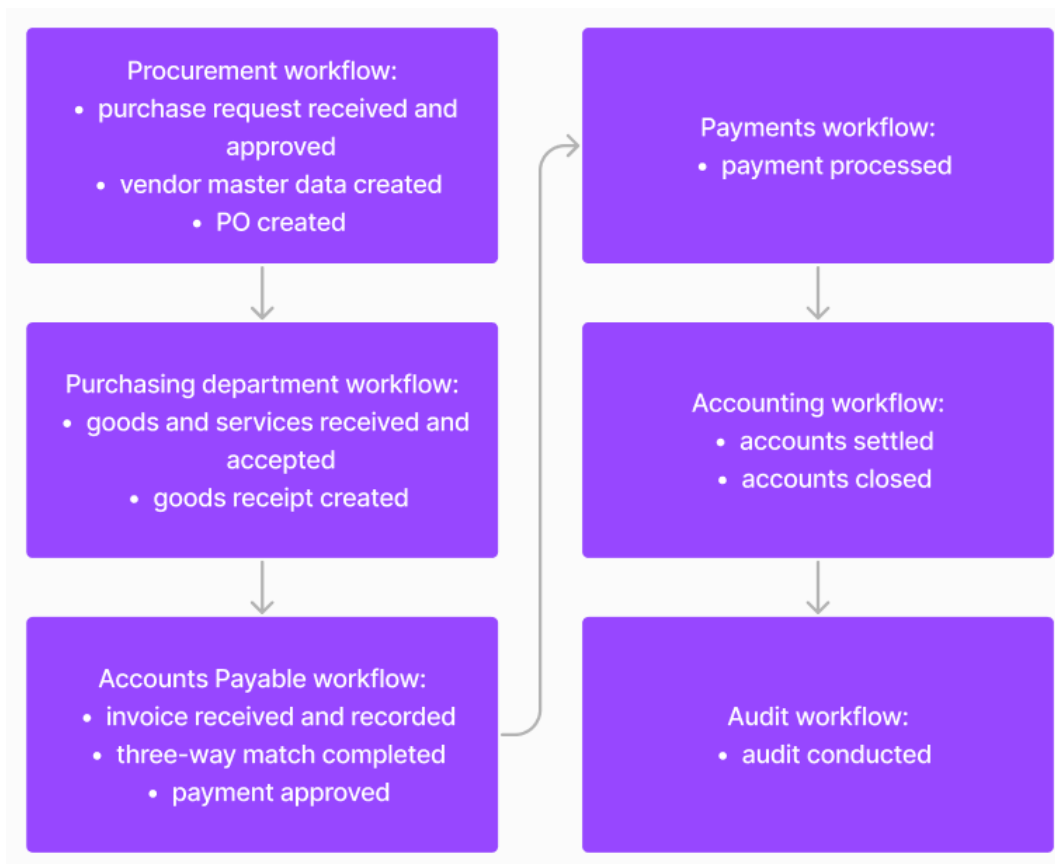 Procurement workflow:
• purchase request received and
approved
• vendor master data created
• PO created
Purchasing department workflow:
• goods and services received and
accepted
• goods receipt created
Accounts Payable workflow:
• invoice received and recorded
• three-way match completed
• payment approved
Payments workflow:
• payment processed
Accounting workflow:
• accounts settled
• accounts closed
Audit workflow:
• audit conducted